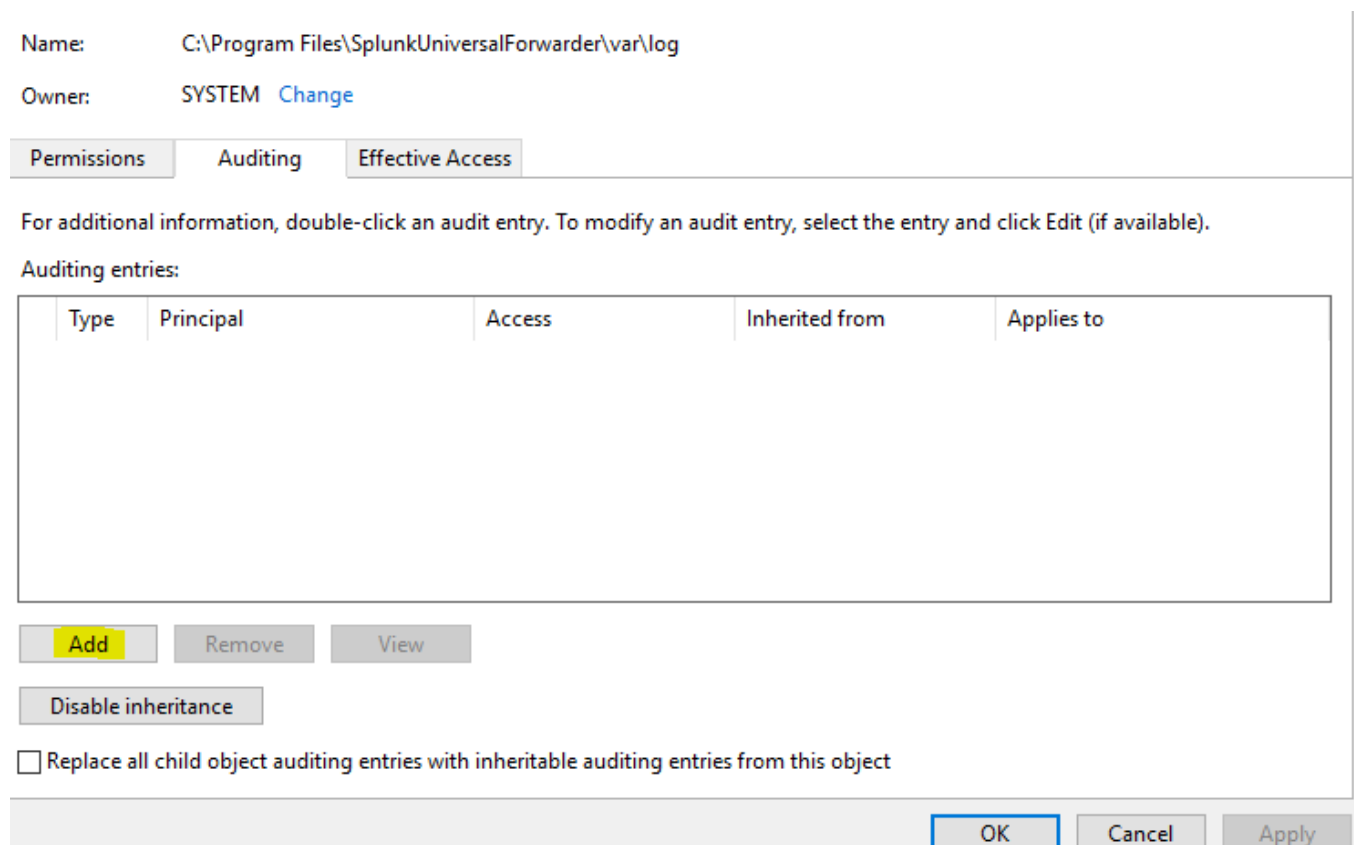 Name: C:\Program Files\SplunkUniversalForwarder\var\log
Owner: SYSTEM Change
Permissions Auditing Effective Access
For additional information, double-click an audit entry. To modify an audit entry, select the entry and click Edit (if available).
Auditing entries:
Type Principal Access Inherited from Applies to
Add Remove View
Disable inheritance
Replace all child object auditing entries with inheritable auditing entries from this object
OK Cancel Apply